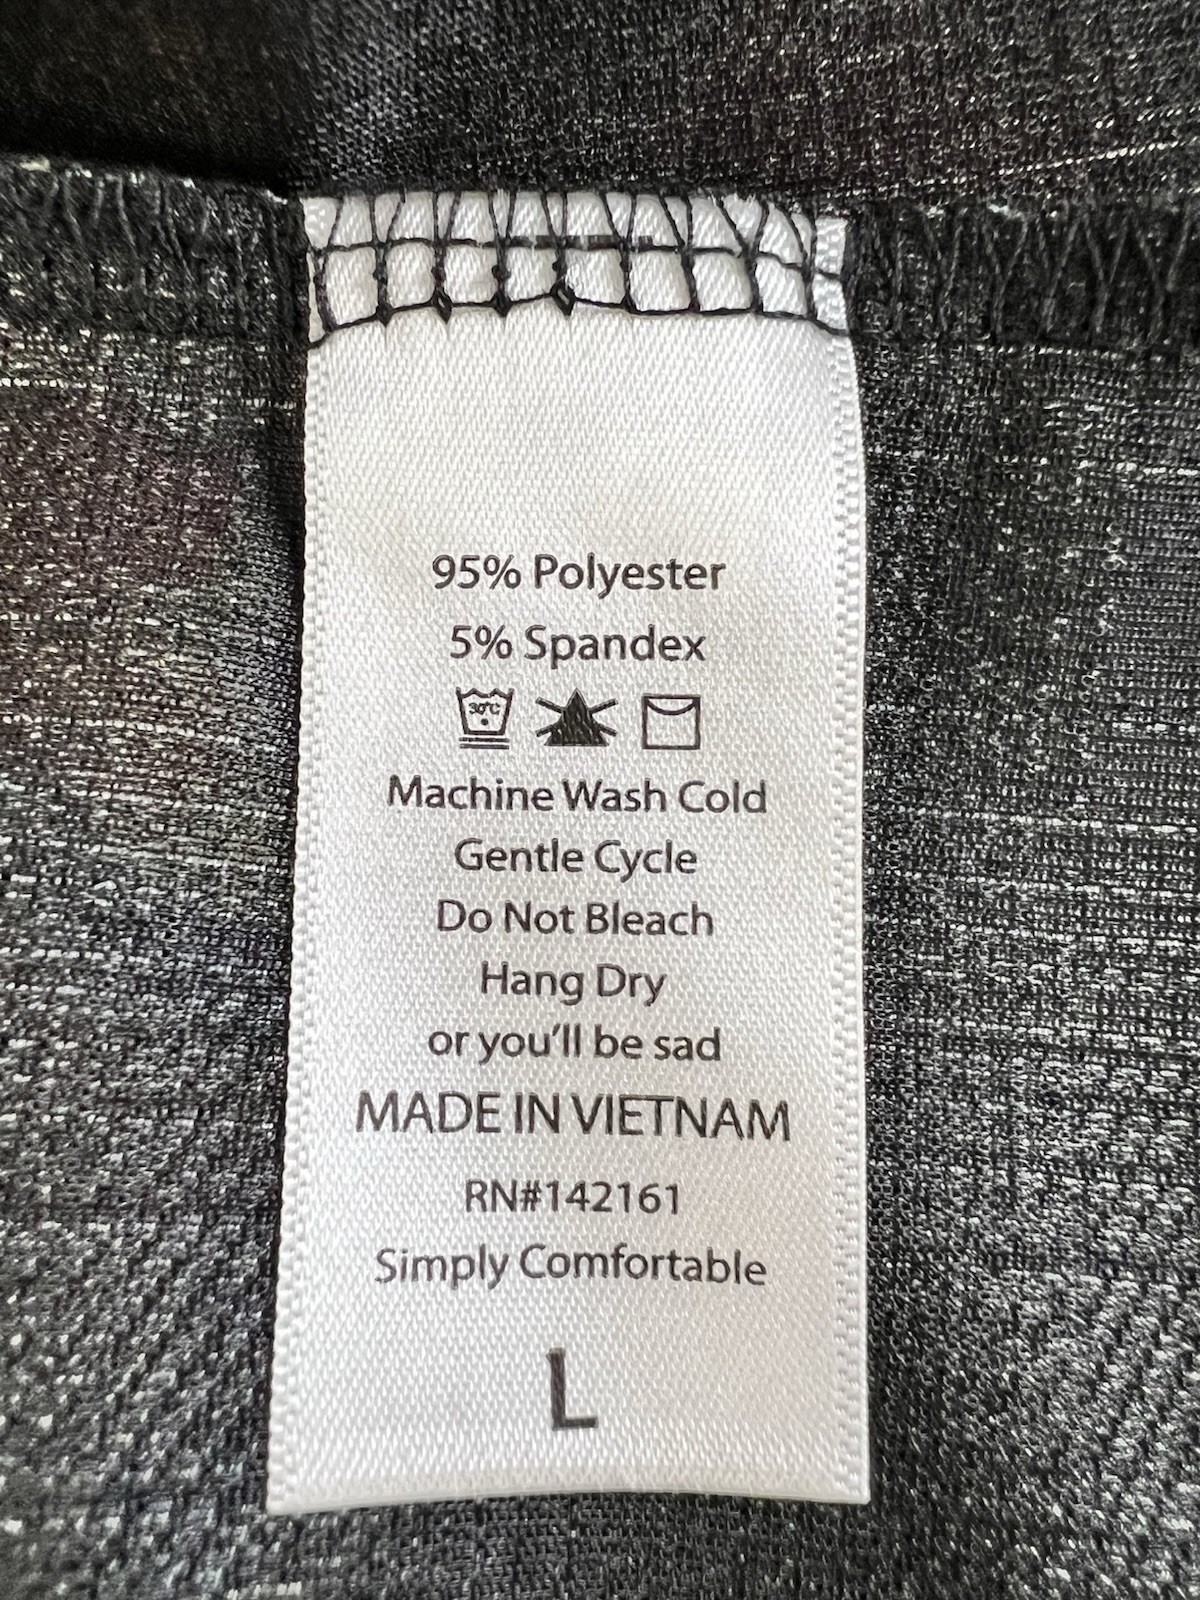 95% Polyester
5% Spandex
30°C
Machine Wash Cold
Gentle Cycle
Do Not Bleach
Hang Dry
or you'll be sad
MADE IN VIETNAM
RN#142161
Simply Comfortable
L